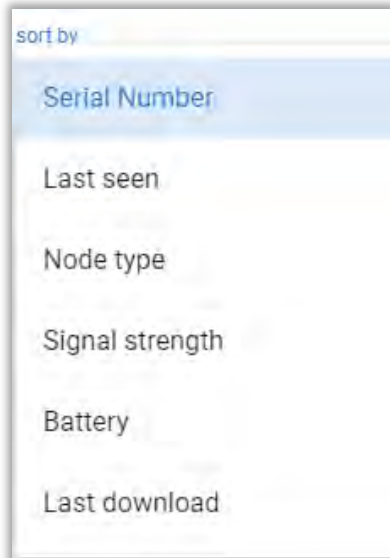 sort by
Serial Number
Last seen
Node type
Signal strength
Battery
Last download